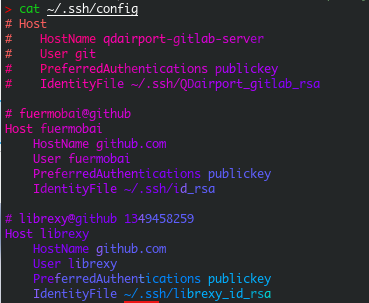 > cat ~/.ssh/config
# Host
#    HostName qdairport-gitlab-server
#    User git
#    PreferredAuthentications publickey
#    IdentityFile ~/.ssh/QDairport_gitlab_rsa

# fuermobai@github
Host fuermobai
    HostName github.com
    User fuermobai
    PreferredAuthentications publickey
    IdentityFile ~/.ssh/id_rsa

# librexy@github 1349458259
Host librexy
    HostName github.com
    User librexy
    PreferredAuthentications publickey
    IdentityFile ~/.ssh/librexy_id_rsa